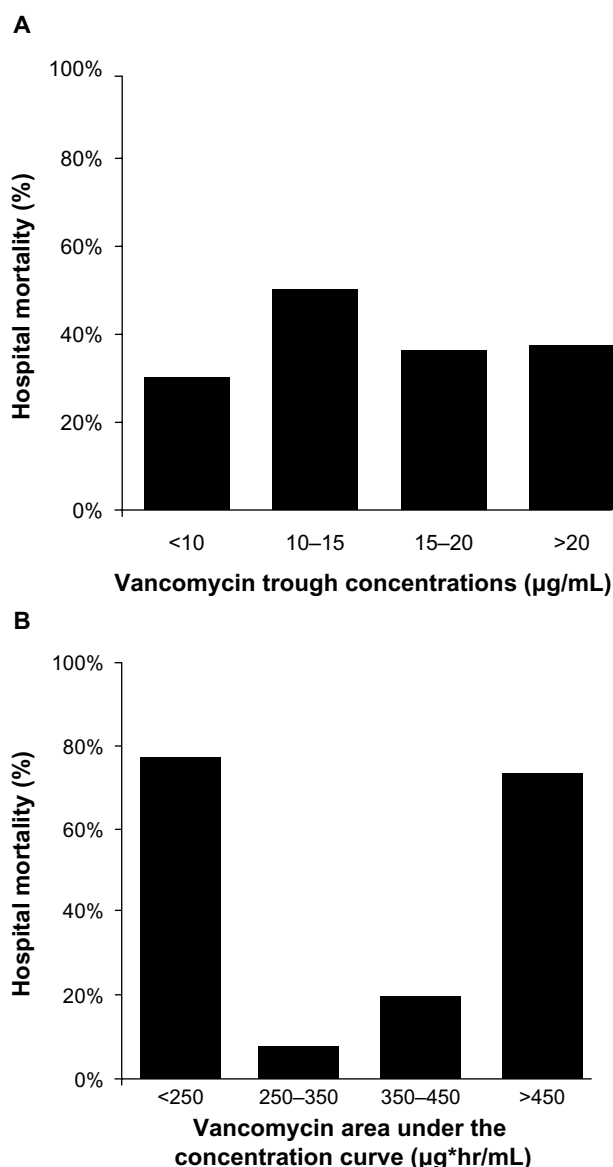 A
Hospital mortality (%)
100%
80%
60%
40%
20%
0%
<10 10–15 15–20 >20
Vancomycin trough concentrations (µg/mL)
B
Hospital mortality (%)
100%
80%
60%
40%
20%
0%
<250 250–350 350–450 >450
Vancomycin area under the
concentration curve (µg*hr/mL)